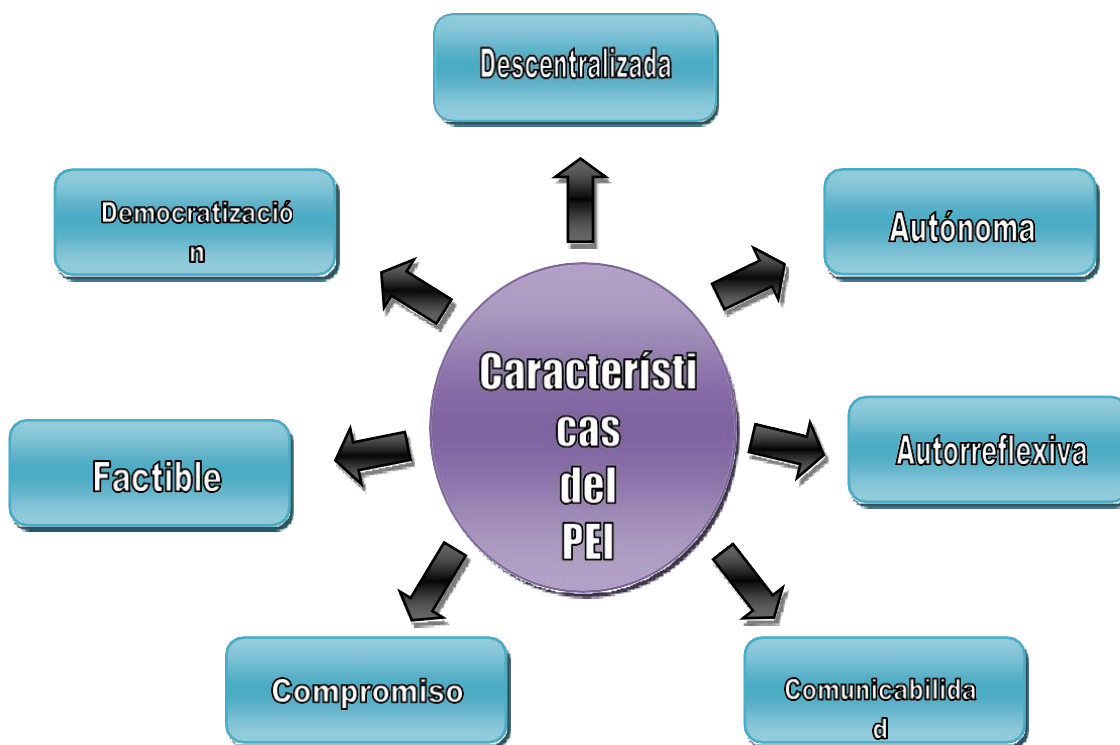 Descentralizada
Democratizació
n
Autónoma
Característi
cas
del
PEI
Autorreflexiva
Factible
Compromiso
Comunicabilida
d